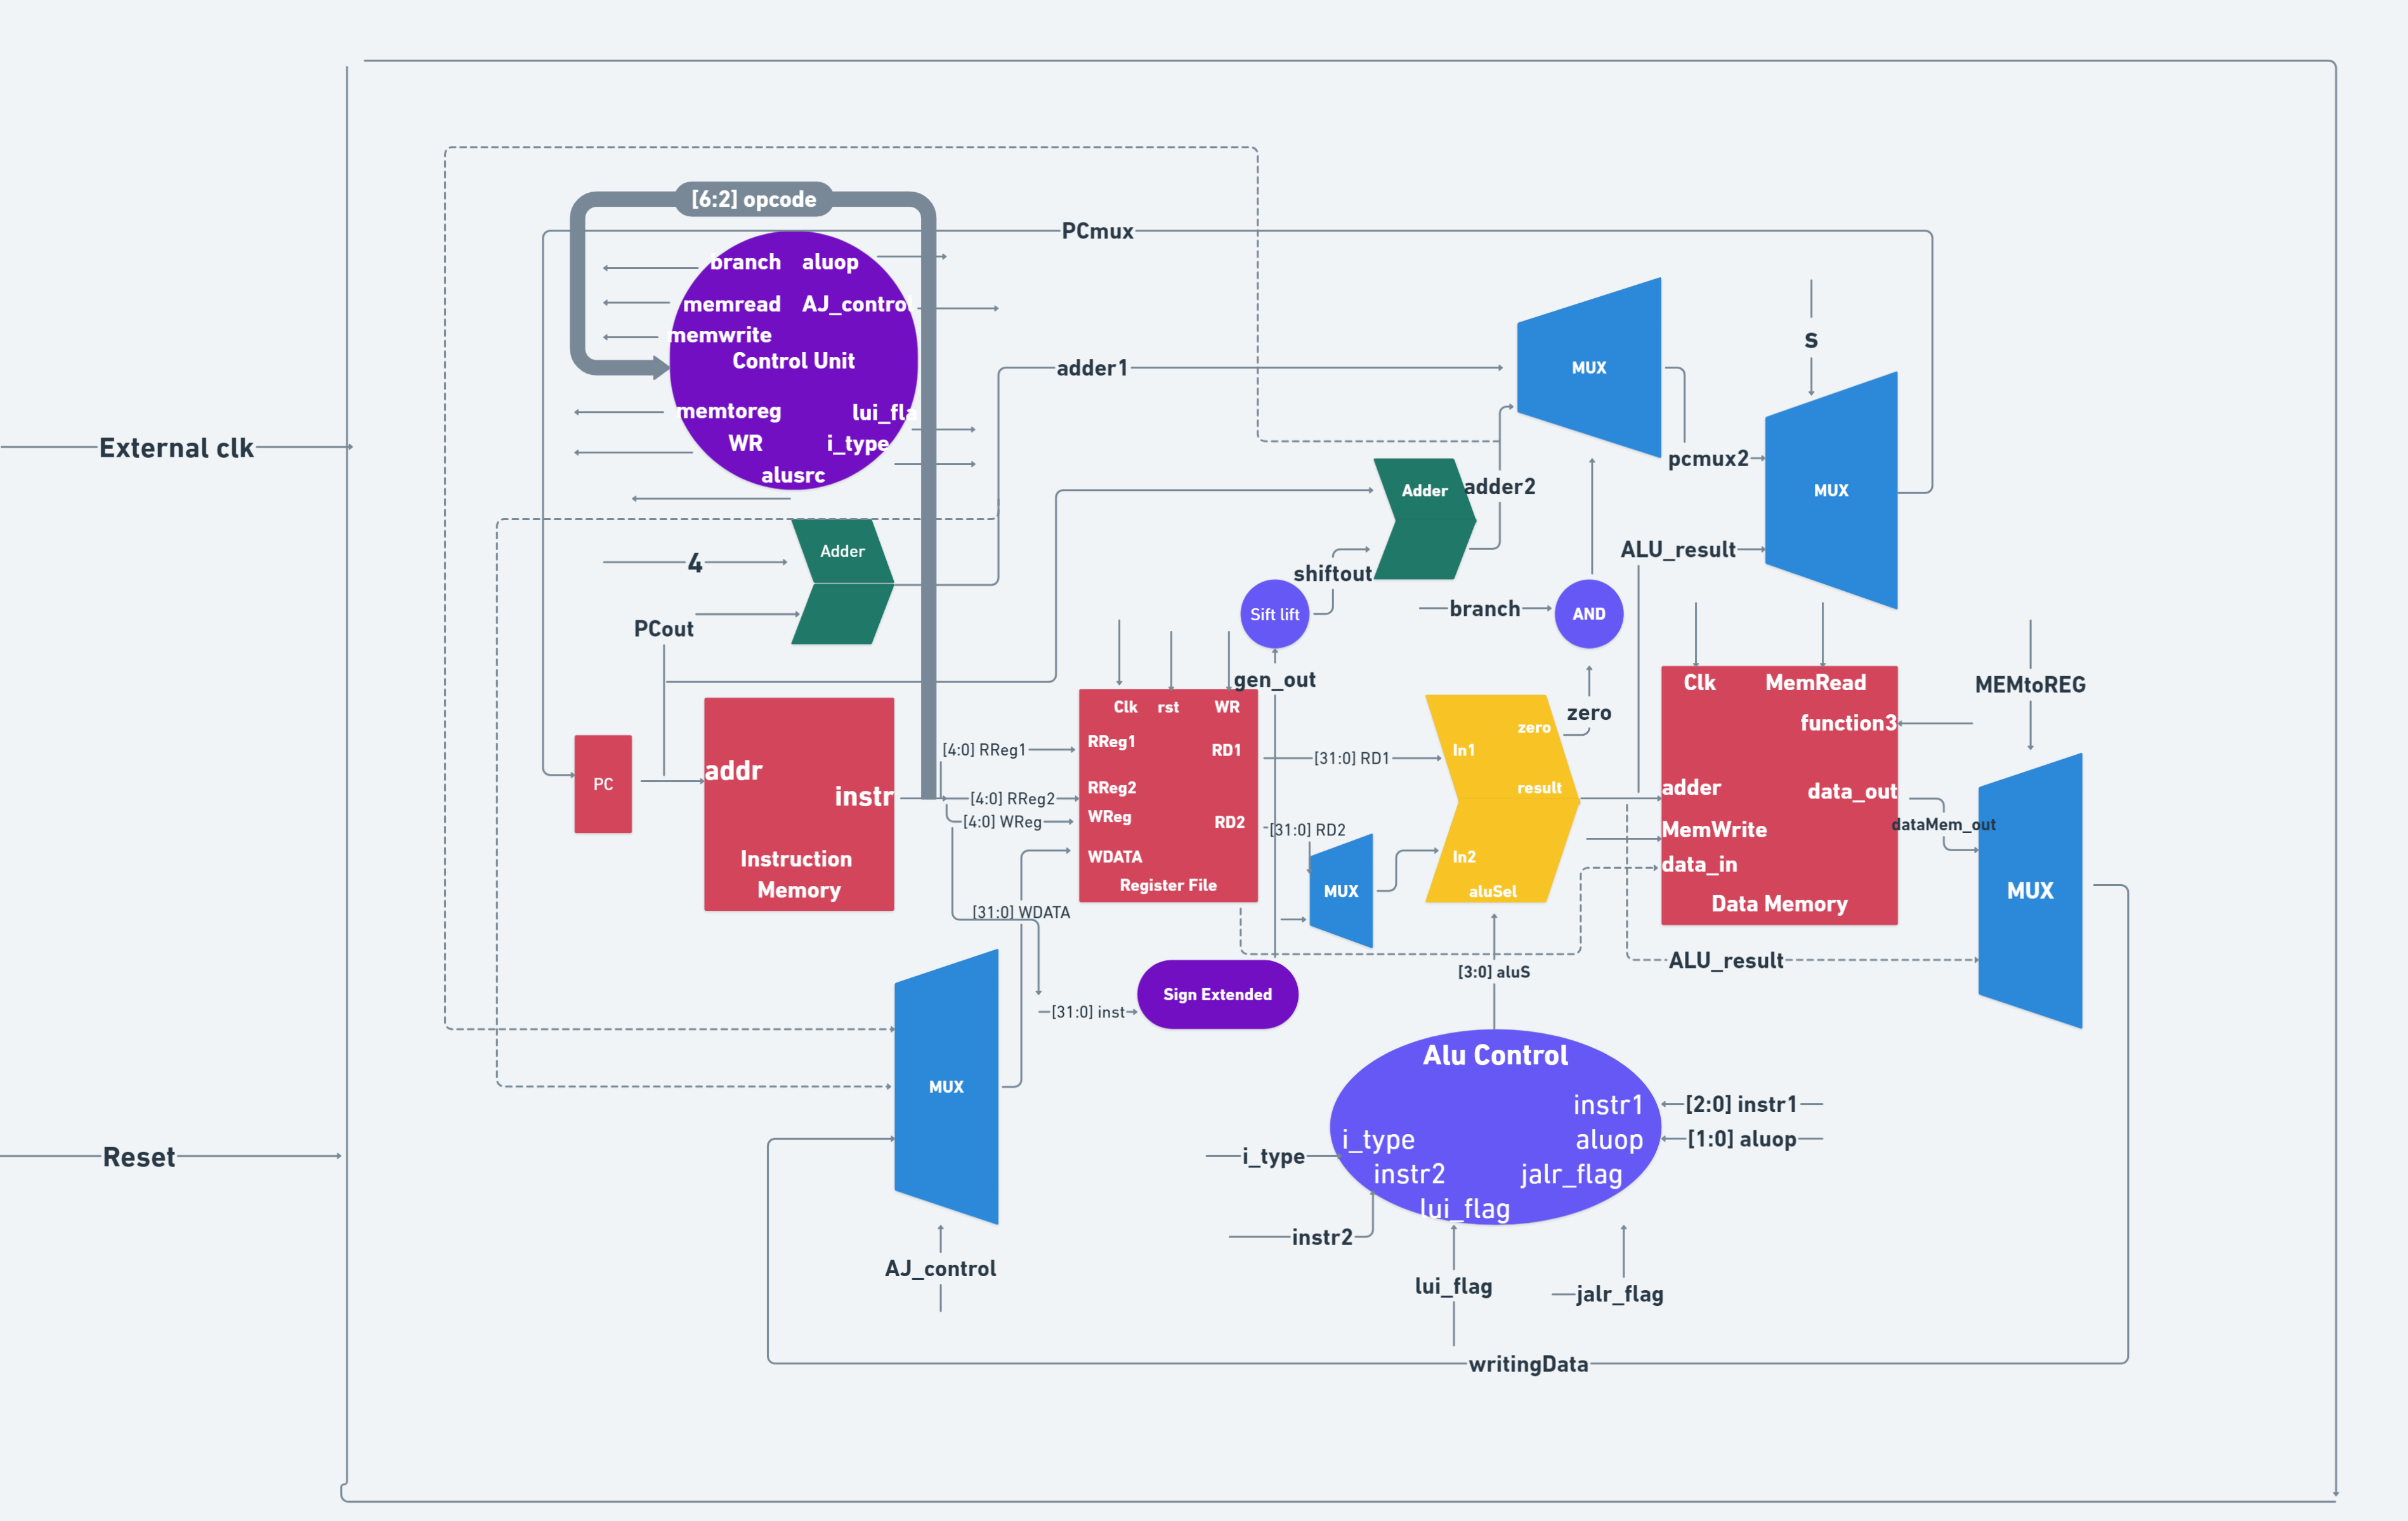 [6:2] opcode
PCmux
branch aluop
memread AJ_control
memwrite
Control Unit
memtoreg lui_fla
WR i_type
alusrc
External clk
adder1
MUX
S
pcmux2
MUX
Adder
adder2
ALU_result
Adder
4
PCout
shiftout
Sift lift
branch
AND
gen_out
zero
Clk MemRead
function3
adder
data_out
MemWrite
data_in
Data Memory
MEMtoREG
dataMem_out
MUX
PC
addr
instr
Instruction
Memory
[4:0] RReg1
[4:0] RReg2
[4:0] WReg
[31:0] WDATA
Clk rst WR
RReg1
RD1
RReg2
WReg
RD2
WDATA
Register File
[31:0] RD1
[31:0] RD2
MUX
zero
In1
result
In2
aluSel
ALU_result
[3:0] aluS
Sign Extended
[31:0] inst
MUX
Alu Control
instr1
i_type
aluop
instr2
jalr_flag
lui_flag
[2:0] instr1
[1:0] aluop
i_type
Reset
instr2
AJ_control
lui_flag
jalr_flag
writingData